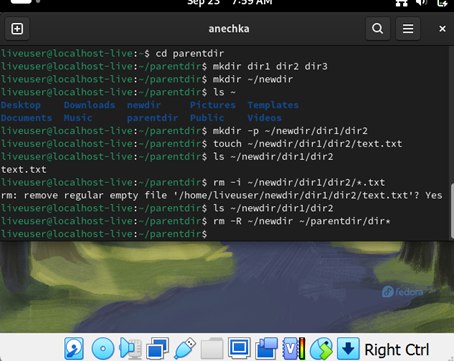 Sep 23 7:59 AM
anechka
liveuser@localhost-live:~$ cd parentdir
liveuser@localhost-live:~/parentdir$ mkdir dir1 dir2 dir3
liveuser@localhost-live:~/parentdir$ mkdir ~/newdir
liveuser@localhost-live:~/parentdir$ ls ~
Desktop Downloads newdir Pictures Templates
Documents Music parentdir Public Videos
liveuser@localhost-live:~/parentdir$ mkdir -p ~/newdir/dir1/dir2
liveuser@localhost-live:~/parentdir$ touch ~/newdir/dir1/dir2/text.txt
liveuser@localhost-live:~/parentdir$ ls ~/newdir/dir1/dir2
text.txt
liveuser@localhost-live:~/parentdir$ rm -i ~/newdir/dir1/dir2/*.txt
rm: remove regular empty file '/home/liveuser/newdir/dir1/dir2/text.txt'? Yes
liveuser@localhost-live:~/parentdir$ ls ~/newdir/dir1/dir2
liveuser@localhost-live:~/parentdir$ rm -R ~/newdir ~/parentdir/dir*
liveuser@localhost-live:~/parentdir$
fedora
Right Ctrl